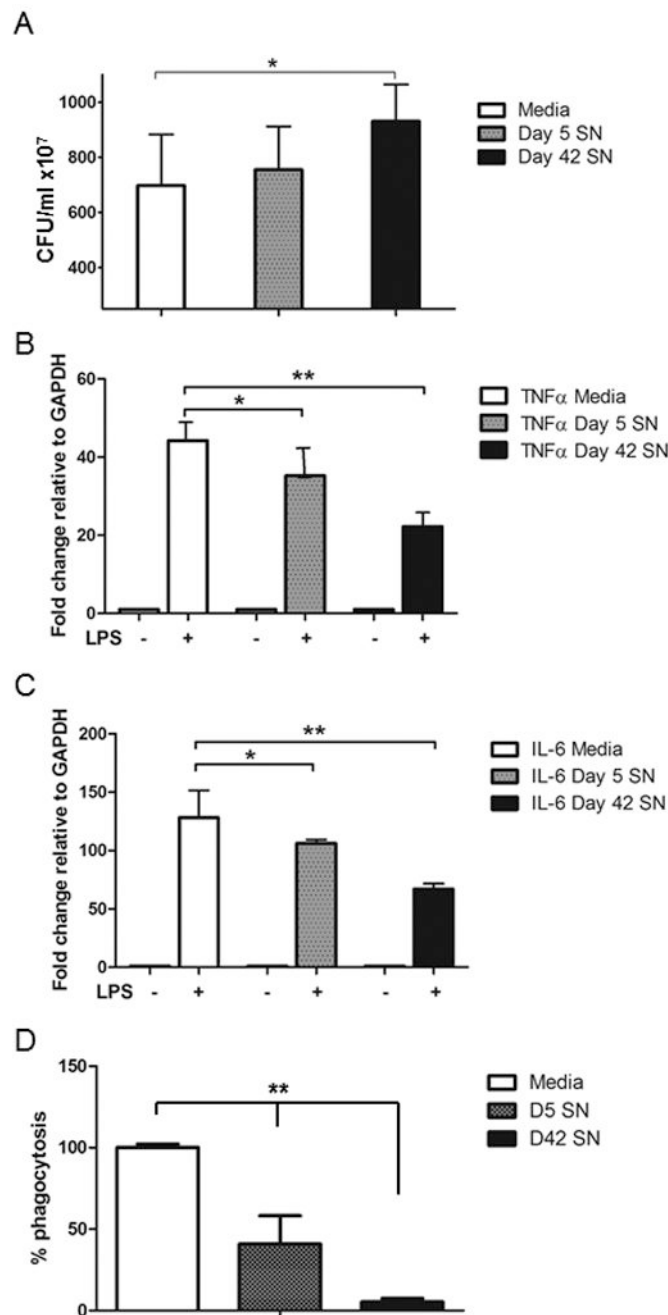 A
*
CFU/ml x10⁷
1000
800
600
400
Media
Day 5 SN
Day 42 SN
B
Fold change relative to GAPDH
60
40
20
0
**
*
LPS - + - + - +
TNFα Media
TNFα Day 5 SN
TNFα Day 42 SN
C
Fold change relative to GAPDH
200
150
100
50
0
**
*
LPS - + - + - +
IL-6 Media
IL-6 Day 5 SN
IL-6 Day 42 SN
D
% phagocytosis
150
100
50
0
**
Media
D5 SN
D42 SN